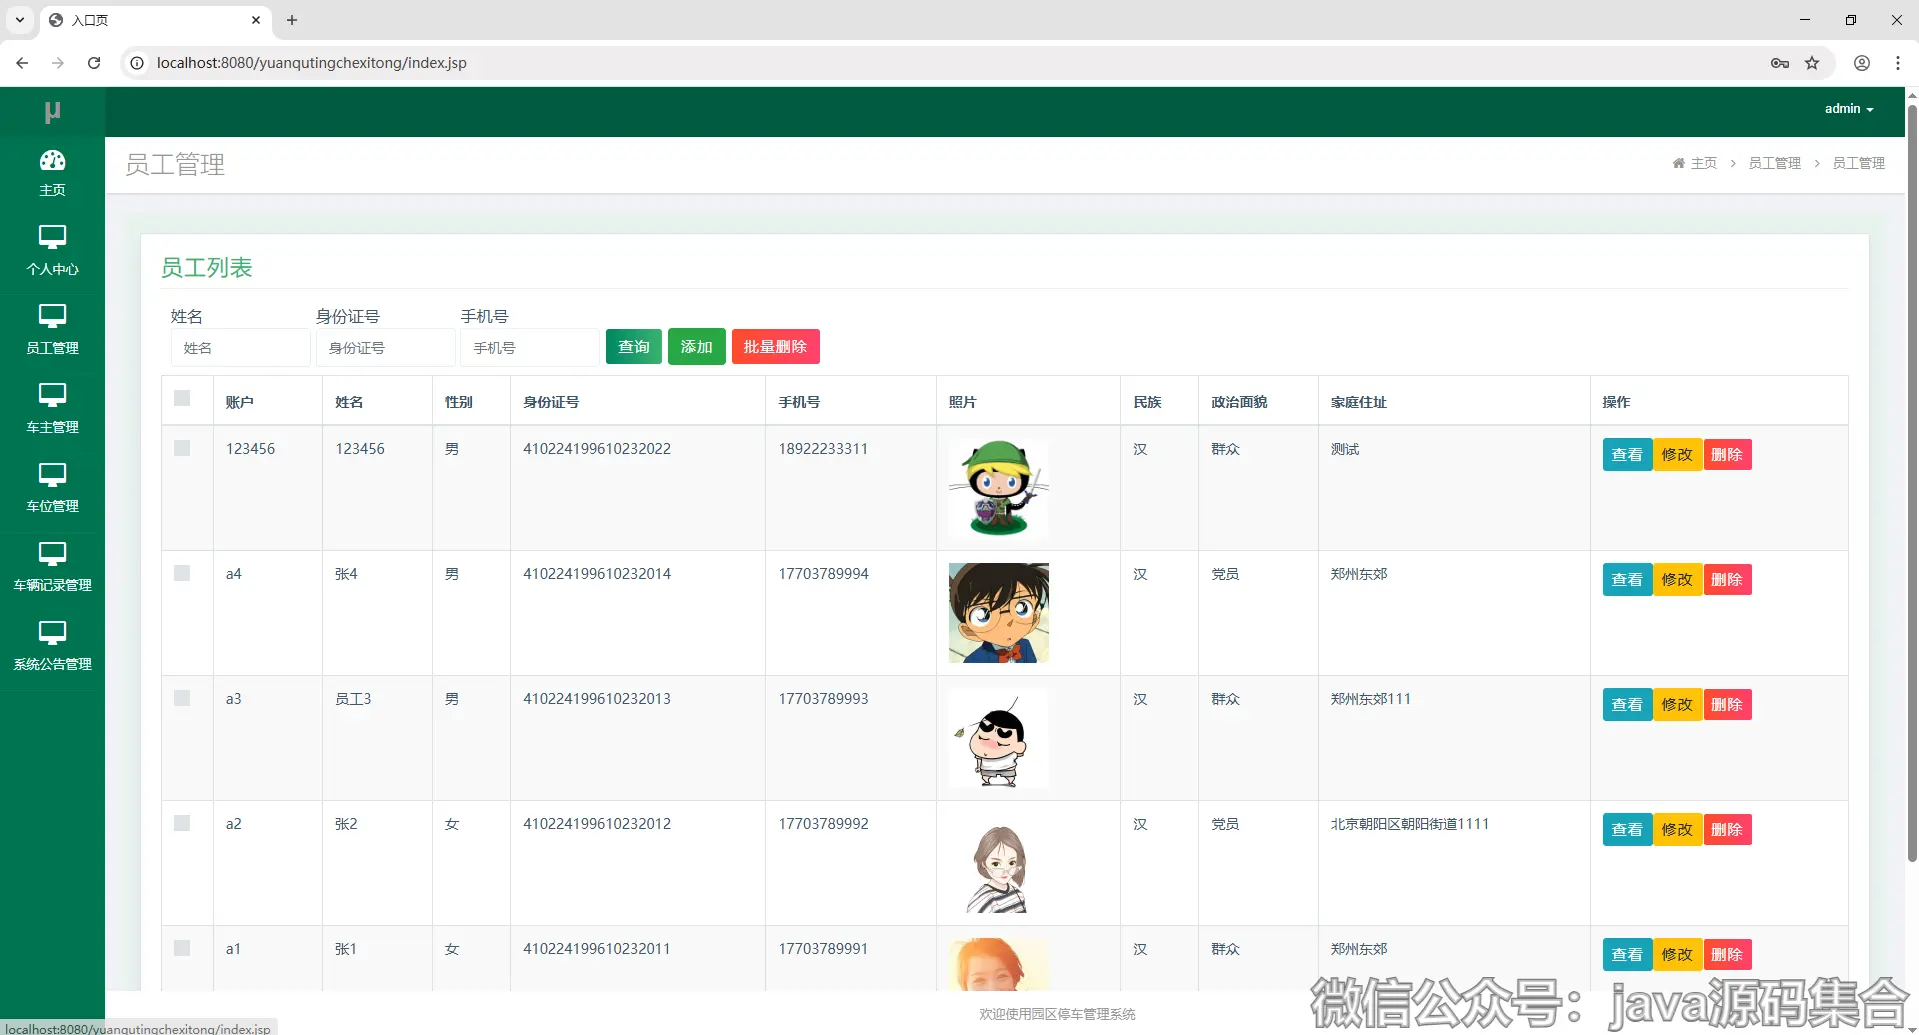 入口页
localhost:8080/yuanqutingchexitong/index.jsp
μ
admin
主页
个人中心
员工管理
车主管理
车位管理
车辆记录管理
系统公告管理
员工管理
主页 > 员工管理 > 员工管理
员工列表
姓名 身份证号 手机号
姓名 身份证号 手机号 查询 添加 批量删除
账户 姓名 性别 身份证号 手机号 照片 民族 政治面貌 家庭住址 操作
123456 123456 男 410224199610232022 18922233311 汉 群众 测试 查看 修改 删除
a4 张4 男 410224199610232014 17703789994 汉 党员 郑州东郊 查看 修改 删除
a3 员工3 男 410224199610232013 17703789993 汉 群众 郑州东郊111 查看 修改 删除
a2 张2 女 410224199610232012 17703789992 汉 党员 北京朝阳区朝阳街道1111 查看 修改 删除
a1 张1 女 410224199610232011 17703789991 汉 群众 郑州东郊 查看 修改 删除
欢迎使用园区停车管理系统
微信公众号：java源码集合
localhost:8080/yuanqutingchexitong/index.jsp